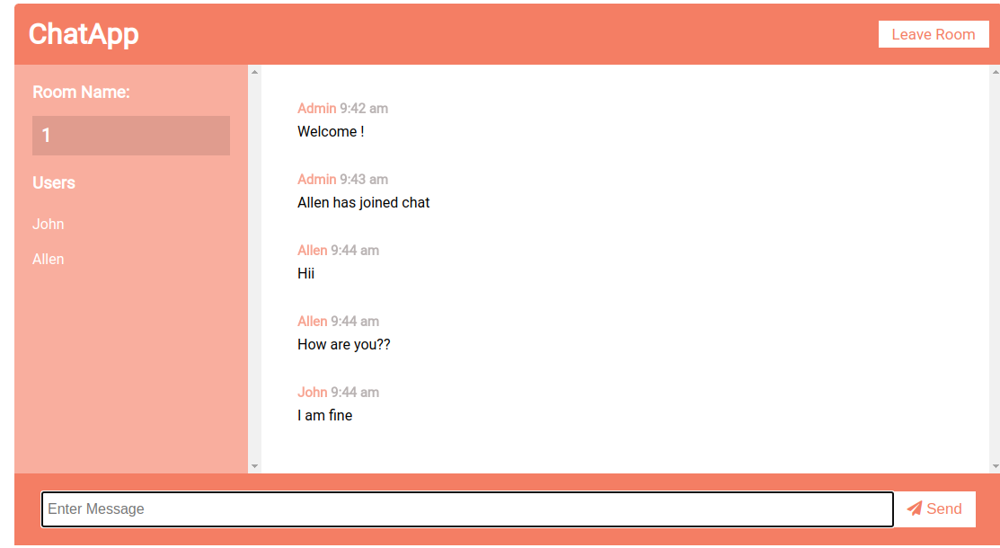 ChatApp
Leave Room
Room Name:
1
Users
John
Allen
Admin 9:42 am
Welcome !
Admin 9:43 am
Allen has joined chat
Allen 9:44 am
Hii
Allen 9:44 am
How are you??
John 9:44 am
I am fine
Enter Message
Send